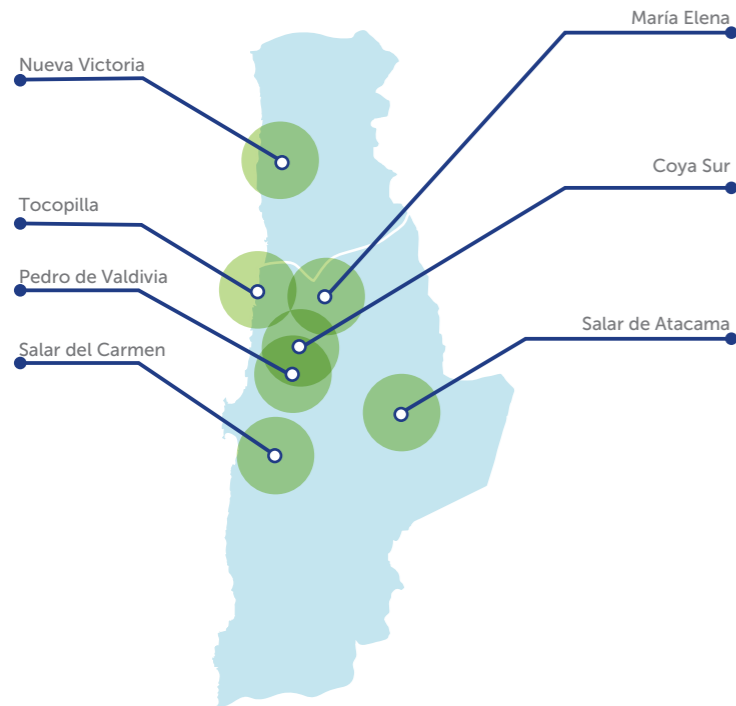 María Elena
Nueva Victoria
Coya Sur
Tocopilla
Pedro de Valdivia
Salar de Atacama
Salar del Carmen